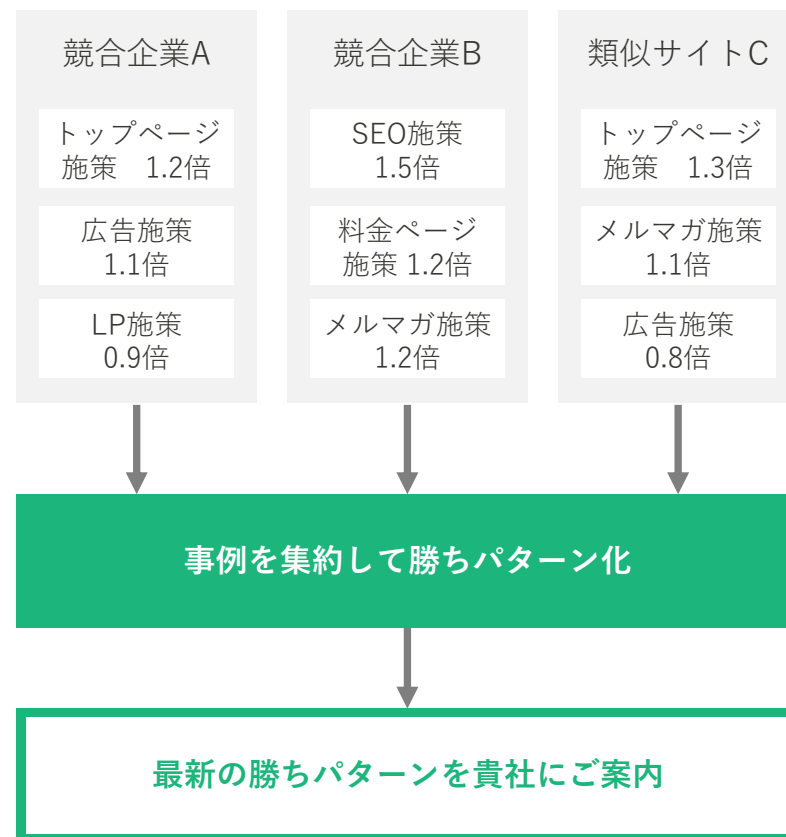 競合企業A
トップページ
施策　1.2倍
広告施策
1.1倍
LP施策
0.9倍
競合企業B
SEO施策
1.5倍
料金ページ
施策 1.2倍
メルマガ施策
1.2倍
類似サイトC
トップページ
施策　1.3倍
メルマガ施策
1.1倍
広告施策
0.8倍
事例を集約して勝ちパターン化
最新の勝ちパターンを貴社にご案内